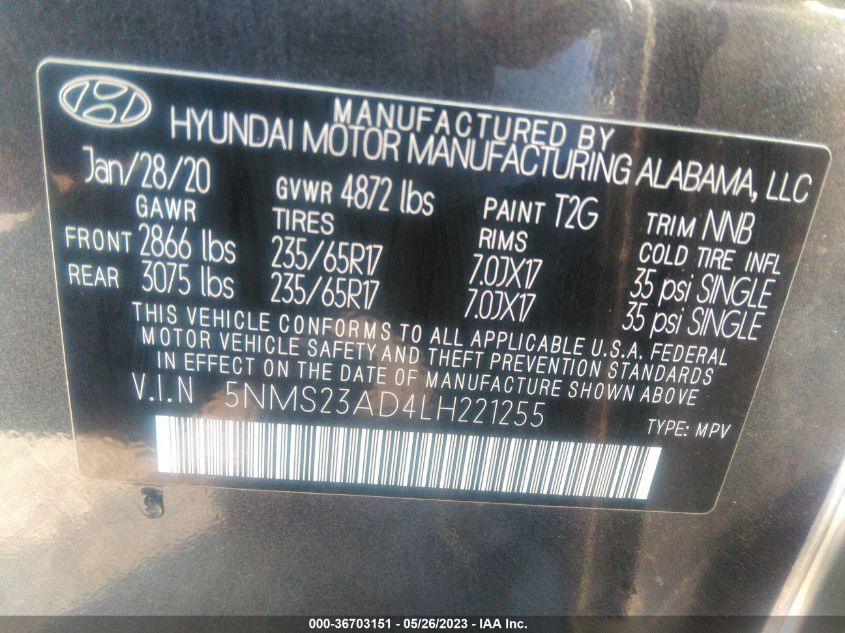 MANUFACTURED BY
HYUNDAI MOTOR MANUFACTURING ALABAMA, LLC
Jan/28/20 GVWR 4872 lbs PAINT T2G TRIM NNB
GAWR TIRES RIMS COLD TIRE INFL
FRONT 2866 lbs 235/65R17 7.0JX17 35 psi SINGLE
REAR 3075 lbs 235/65R17 7.0JX17 35 psi SINGLE
THIS VEHICLE CONFORMS TO ALL APPLICABLE U.S.A. FEDERAL
MOTOR VEHICLE SAFETY AND THEFT PREVENTION STANDARDS
IN EFFECT ON THE DATE OF MANUFACTURE SHOWN ABOVE
V.I.N 5NMS23AD4LH221255
TYPE: MPV
000-36703151 - 05/26/2023 - IAA Inc.